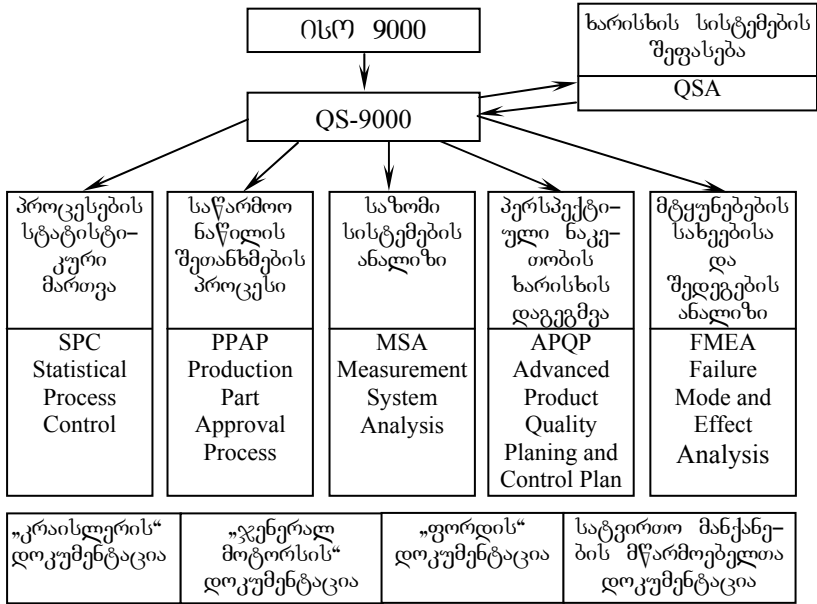 ისო 9000
ხარისხის სისტემების
შეფასება
QSA
QS-9000
პროცესების
სტატისტი–
კური
მართვა
SPC
Statistical
Process
Control
საწარმოო
ნაწილის
შეთანხმების
პროცესი
PPAP
Production
Part
Approval
Process
საზომი
სისტემების
ანალიზი
MSA
Measurement
System
Analysis
პერსპექტი–
ული ნაკე–
თობის
ხარისხის
დაგეგმვა
APQP
Advanced
Product
Quality
Planing and
Control Plan
მტყუნებების
სახეებისა
და
შედეგების
ანალიზი
FMEA
Failure
Mode and
Effect
Analysis
„კრაისლერის“
დოკუმენტაცია
„ჯენერალ
მოტორსის“
დოკუმენტაცია
„ფორდის“
დოკუმენტაცია
სატვირთო მანქანე–
ბის მწარმოებელთა
დოკუმენტაცია